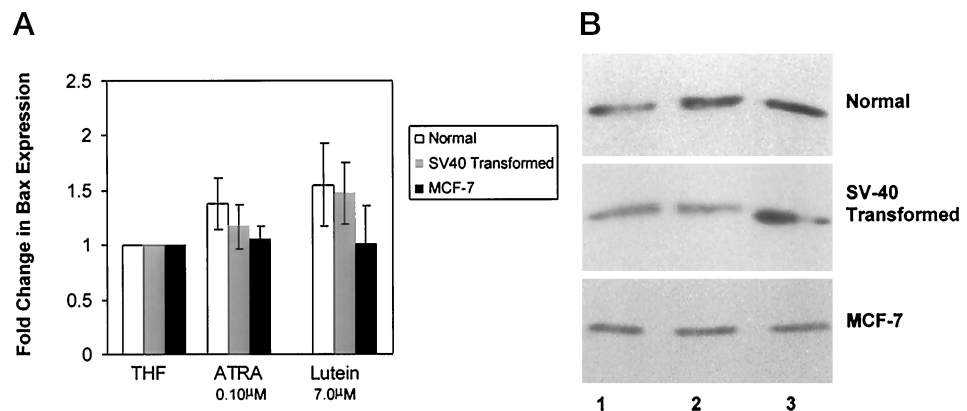 A
Fold Change in Bax Expression
2.5
2
1.5
1
0.5
0
THF
ATRA
0.10µM
Lutein
7.0µM
Normal
SV40 Transformed
MCF-7
B
Normal
SV-40
Transformed
MCF-7
1 2 3